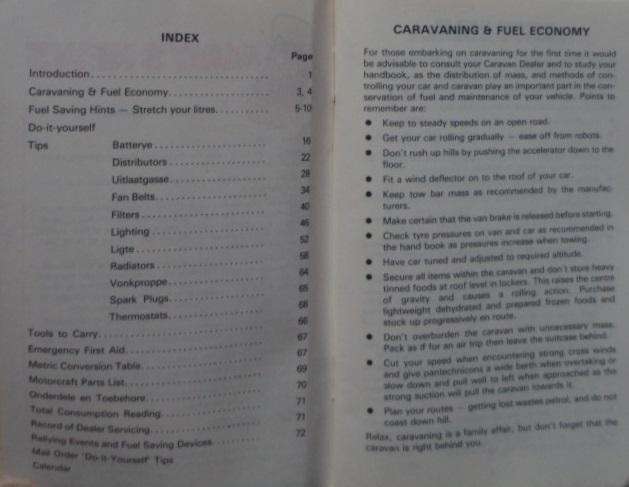 INDEX
Page
Introduction 1
Caravaning & Fuel Economy 3, 4
Fuel Saving Hints — Stretch your litres 5-10
Do-it-yourself
Tips Batterye 16
Distributors 22
Uitlaatgasse 28
Fan Belts 34
Filters 40
Lighting 46
Ligte 52
Radiators 58
Vonkproppe 64
Spark Plugs 65
Thermostats 68
Tools to Carry 66
Emergency First Aid 67
Metric Conversion Table 67
Motorcraft Parts List 69
Onderdele en Toebehore 70
Total Consumption Reading 71
Record of Dealer Servicing 71
Rallying Events and Fuel Saving Devices 72
Mail Order 'Do-It-Yourself' Tips
Calendar
CARAVANING & FUEL ECONOMY
For those embarking on caravaning for the first time it would
be advisable to consult your Caravan Dealer and to study your
handbook, as the distribution of mass, and methods of con-
trolling your car and caravan play an important part in the con-
servation of fuel and maintenance of your vehicle. Points to
remember are:
● Keep to steady speeds on an open road.
● Get your car rolling gradually — ease off from robots.
● Don't rush up hills by pushing the accelerator down to the
floor.
● Fit a wind deflector on to the roof of your car.
● Keep tow bar mass as recommended by the manufac-
turers.
● Make certain that the van brake is released before starting.
● Check tyre pressures on van and car as recommended in
the hand book as pressures increase when towing.
● Have car tuned and adjusted to required altitude.
● Secure all items within the caravan and don't store heavy
tinned foods at roof level in lockers. This raises the centre
of gravity and causes a rolling action. Purchase
lightweight dehydrated and prepared frozen foods and
stock up progressively en route.
● Don't overburden the caravan with unnecessary mass.
Pack as if for an air trip then leave the suitcase behind.
● Cut your speed when encountering strong cross winds
and give pantechnicons a wide berth when overtaking or
slow down and pull well to left when approached as the
strong suction will pull the caravan towards it.
● Plan your routes — getting lost wastes petrol, and do not
coast down hill.
Relax, caravaning is a family affair, but don't forget that the
caravan is right behind you.